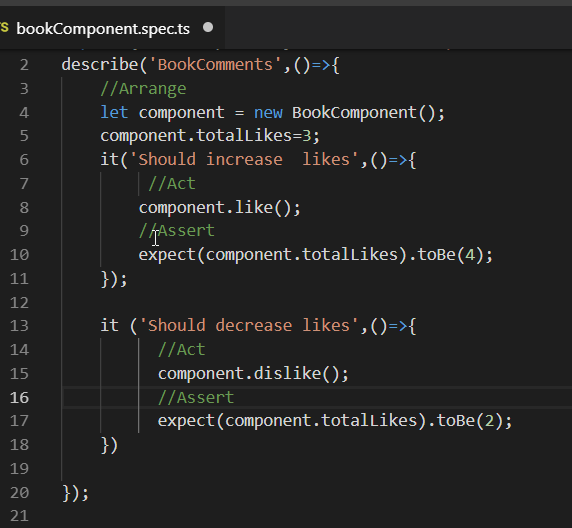 TS bookComponent.spec.ts
2 describe('BookComments',()=>{
3 //Arrange
4 let component = new BookComponent();
5 component.totalLikes=3;
6 it('Should increase  likes',()=>{
7 //Act
8 component.like();
9 //Assert
10 expect(component.totalLikes).toBe(4);
11 });
12
13 it ('Should decrease likes',()=>{
14 //Act
15 component.dislike();
16 //Assert
17 expect(component.totalLikes).toBe(2);
18 })
19
20 });
21